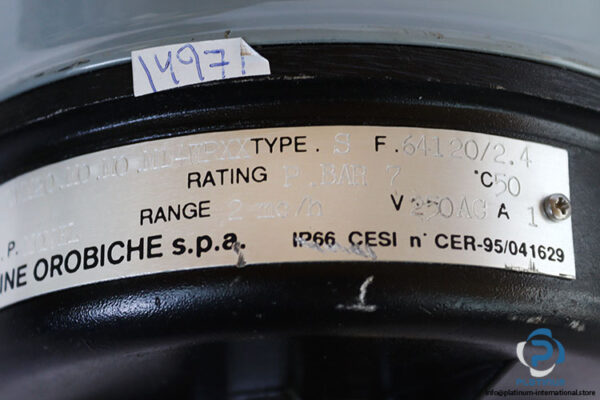 14971
TYPE. S F.64120/2.4
RATING P.BAR 7 °C50
RANGE 2 mc/h V 250AC A 1
P.
INE OROBICHE s.p.a. IP66 CESI n° CER-95/041629
info@platinum-international.store